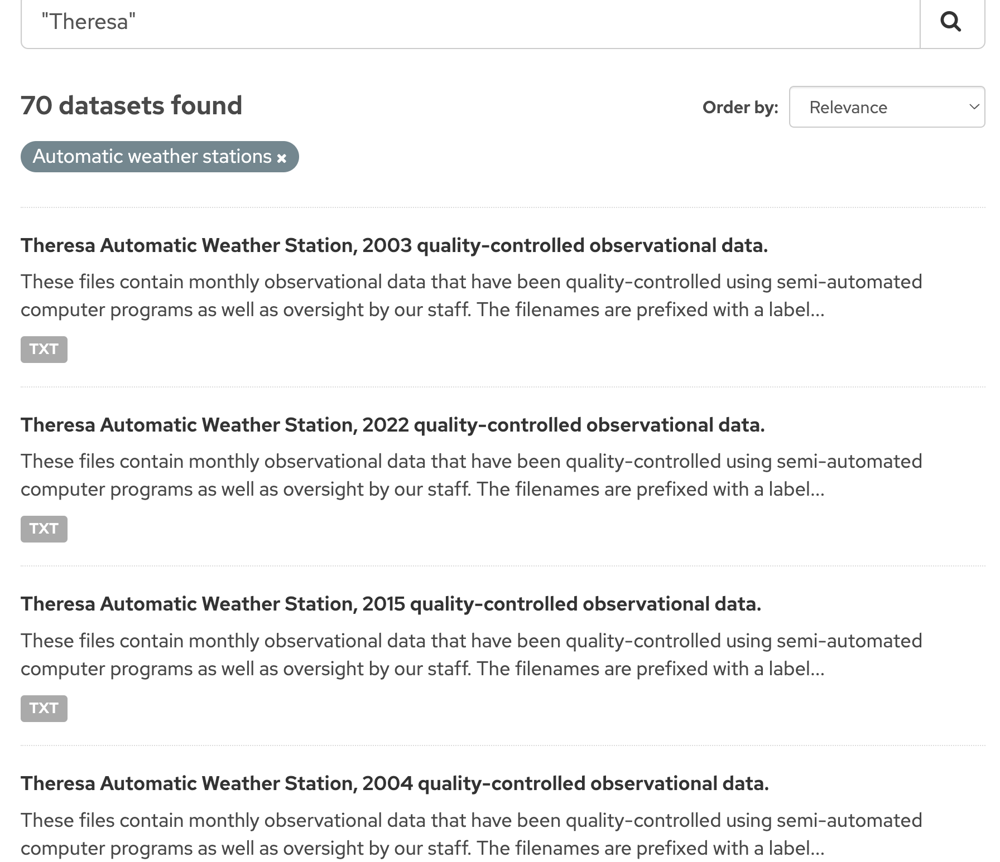 "Theresa"
70 datasets found
Order by: Relevance
Automatic weather stations ×
Theresa Automatic Weather Station, 2003 quality-controlled observational data.
These files contain monthly observational data that have been quality-controlled using semi-automated
computer programs as well as oversight by our staff. The filenames are prefixed with a label...
TXT
Theresa Automatic Weather Station, 2022 quality-controlled observational data.
These files contain monthly observational data that have been quality-controlled using semi-automated
computer programs as well as oversight by our staff. The filenames are prefixed with a label...
TXT
Theresa Automatic Weather Station, 2015 quality-controlled observational data.
These files contain monthly observational data that have been quality-controlled using semi-automated
computer programs as well as oversight by our staff. The filenames are prefixed with a label...
TXT
Theresa Automatic Weather Station, 2004 quality-controlled observational data.
These files contain monthly observational data that have been quality-controlled using semi-automated
computer programs as well as oversight by our staff. The filenames are prefixed with a label...